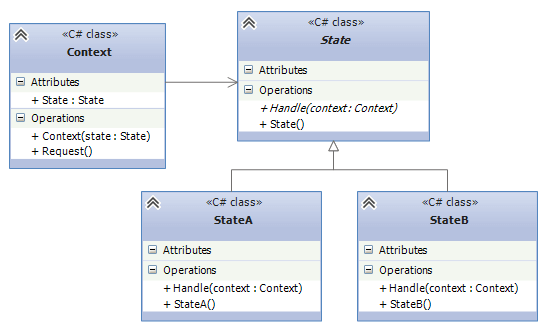 «C# class»
Context
Attributes
+ State : State
Operations
+ Context(state : State)
+ Request()
«C# class»
State
Attributes
Operations
+ Handle(context : Context)
+ State()
«C# class»
StateA
Attributes
Operations
+ Handle(context : Context)
+ StateA()
«C# class»
StateB
Attributes
Operations
+ Handle(context : Context)
+ StateB()